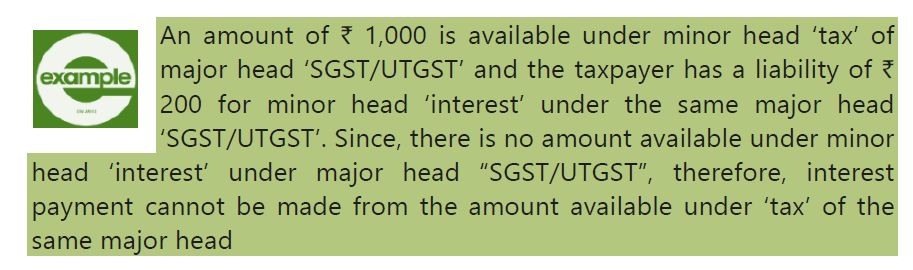 An amount of ₹ 1,000 is available under minor head ‘tax’ of
example
major head ‘SGST/UTGST’ and the taxpayer has a liability of ₹
200 for minor head ‘interest’ under the same major head
‘SGST/UTGST’. Since, there is no amount available under minor
head ‘interest’ under major head “SGST/UTGST”, therefore, interest
payment cannot be made from the amount available under ‘tax’ of the
same major head